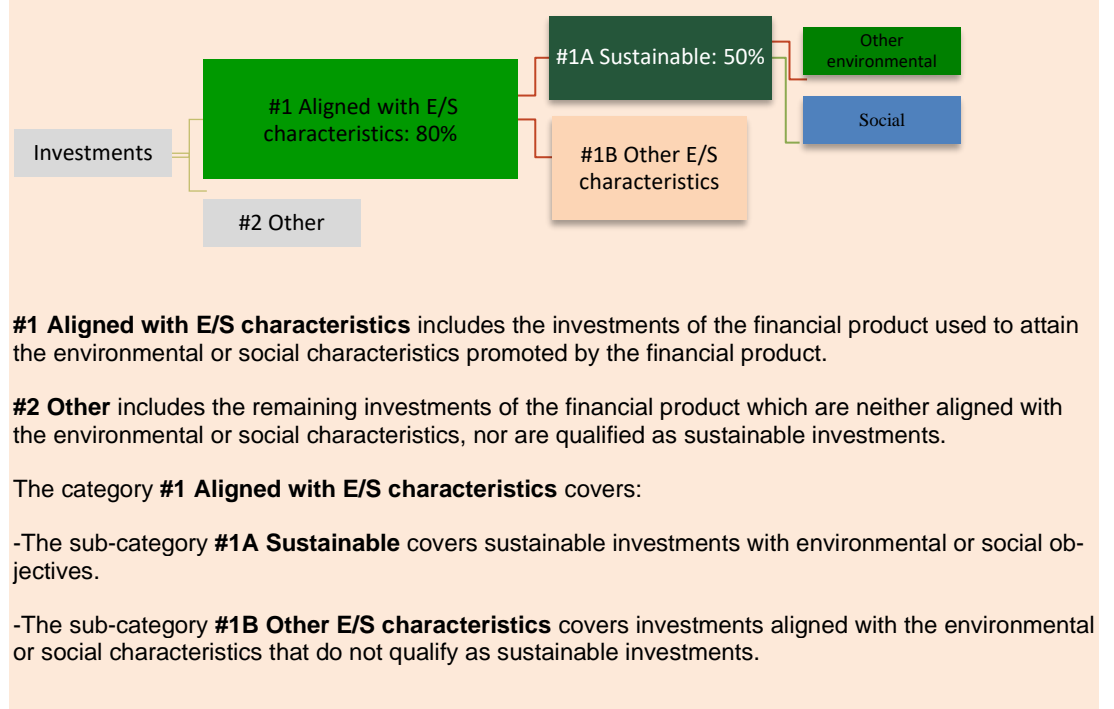 Investments
#1 Aligned with E/S
characteristics: 80%
#2 Other
#1A Sustainable: 50%
#1B Other E/S
characteristics
Other
environmental
Social
#1 Aligned with E/S characteristics includes the investments of the financial product used to attain
the environmental or social characteristics promoted by the financial product.
#2 Other includes the remaining investments of the financial product which are neither aligned with
the environmental or social characteristics, nor are qualified as sustainable investments.
The category #1 Aligned with E/S characteristics covers:
-The sub-category #1A Sustainable covers sustainable investments with environmental or social ob-
jectives.
-The sub-category #1B Other E/S characteristics covers investments aligned with the environmental
or social characteristics that do not qualify as sustainable investments.